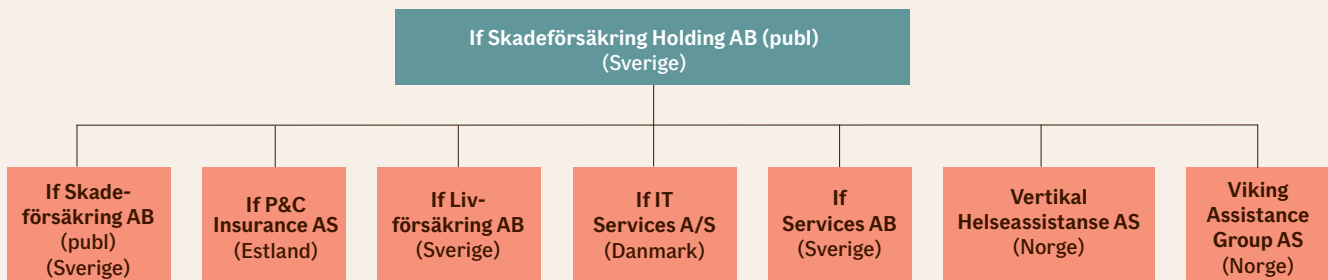 If Skadeförsäkring Holding AB (publ)
(Sverige)
If Skade-
försäkring AB
(publ)
(Sverige)
If P&C
Insurance AS
(Estland)
If Liv-
försäkring AB
(Sverige)
If IT
Services A/S
(Danmark)
If
Services AB
(Sverige)
Vertikal
Helseassistanse AS
(Norge)
Viking
Assistance
Group AS
(Norge)